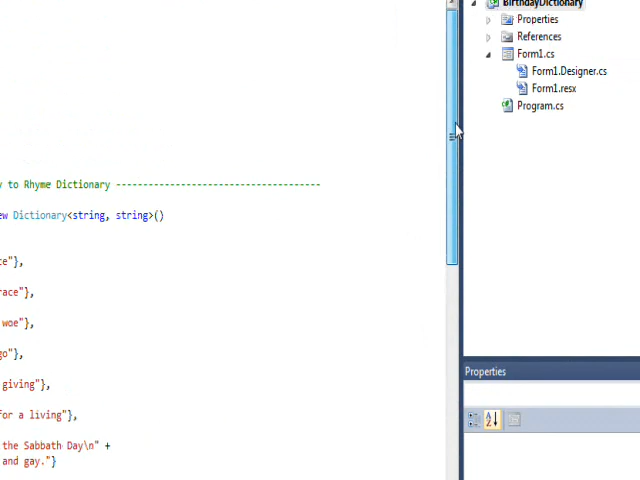 BirthdayDictionary
Properties
References
Form1.cs
Form1.Designer.cs
Form1.resx
Program.cs
y to Rhyme Dictionary --------------------------------------
ew Dictionary<string, string>()
ce"},
race"},
woe"},
go"},
giving"},
for a living"},
the Sabbath Day\n" +
and gay."}
Properties